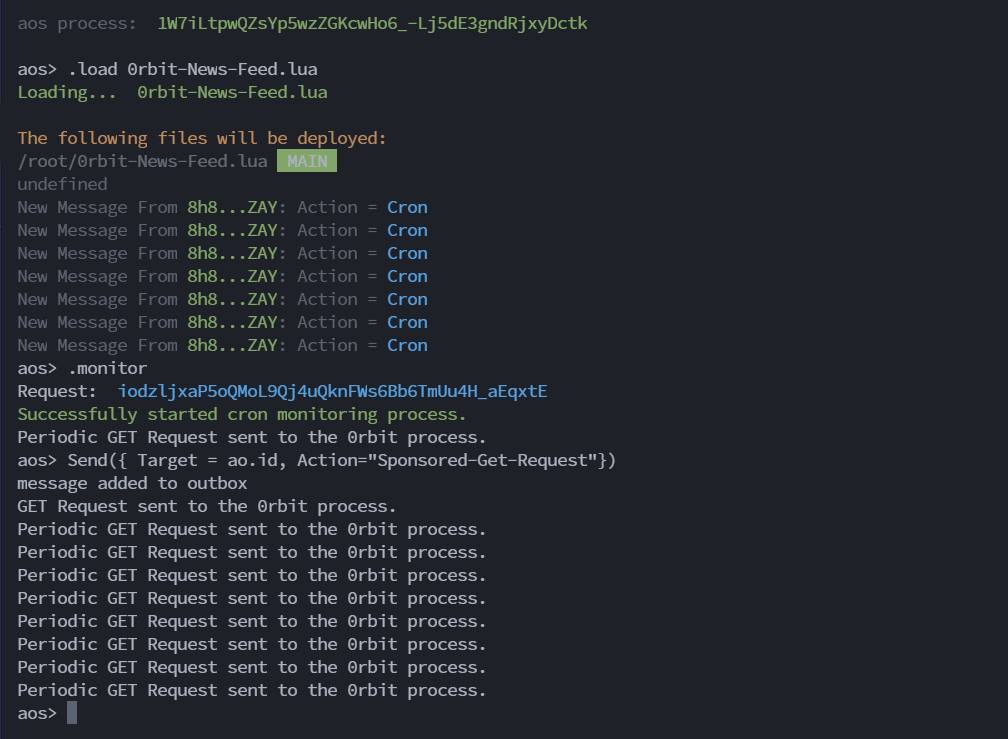 aos process:  1W7iLtpwQZsYp5wzZGKcwHo6_-Lj5dE3gndRjxyDctk
aos> .load 0rbit-News-Feed.lua
Loading...  0rbit-News-Feed.lua
The following files will be deployed:
/root/0rbit-News-Feed.lua  MAIN
undefined
New Message From 8h8...ZAY: Action = Cron
New Message From 8h8...ZAY: Action = Cron
New Message From 8h8...ZAY: Action = Cron
New Message From 8h8...ZAY: Action = Cron
New Message From 8h8...ZAY: Action = Cron
New Message From 8h8...ZAY: Action = Cron
New Message From 8h8...ZAY: Action = Cron
aos> .monitor
Request:  iodzljxaP5oQMoL9Qj4uQknFWs6Bb6TmUu4H_aEqxtE
Successfully started cron monitoring process.
Periodic GET Request sent to the 0rbit process.
aos> Send({ Target = ao.id, Action="Sponsored-Get-Request"})
message added to outbox
GET Request sent to the 0rbit process.
Periodic GET Request sent to the 0rbit process.
Periodic GET Request sent to the 0rbit process.
Periodic GET Request sent to the 0rbit process.
Periodic GET Request sent to the 0rbit process.
Periodic GET Request sent to the 0rbit process.
Periodic GET Request sent to the 0rbit process.
Periodic GET Request sent to the 0rbit process.
Periodic GET Request sent to the 0rbit process.
aos>